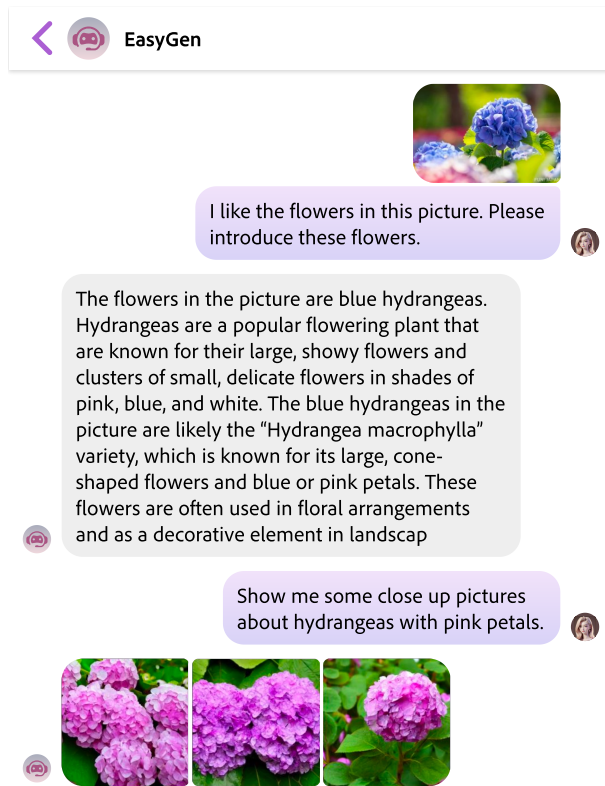 EasyGen
I like the flowers in this picture. Please
introduce these flowers.
The flowers in the picture are blue hydrangeas.
Hydrangeas are a popular flowering plant that
are known for their large, showy flowers and
clusters of small, delicate flowers in shades of
pink, blue, and white. The blue hydrangeas in the
picture are likely the “Hydrangea macrophylla”
variety, which is known for its large, cone-
shaped flowers and blue or pink petals. These
flowers are often used in floral arrangements
and as a decorative element in landscap
Show me some close up pictures
about hydrangeas with pink petals.